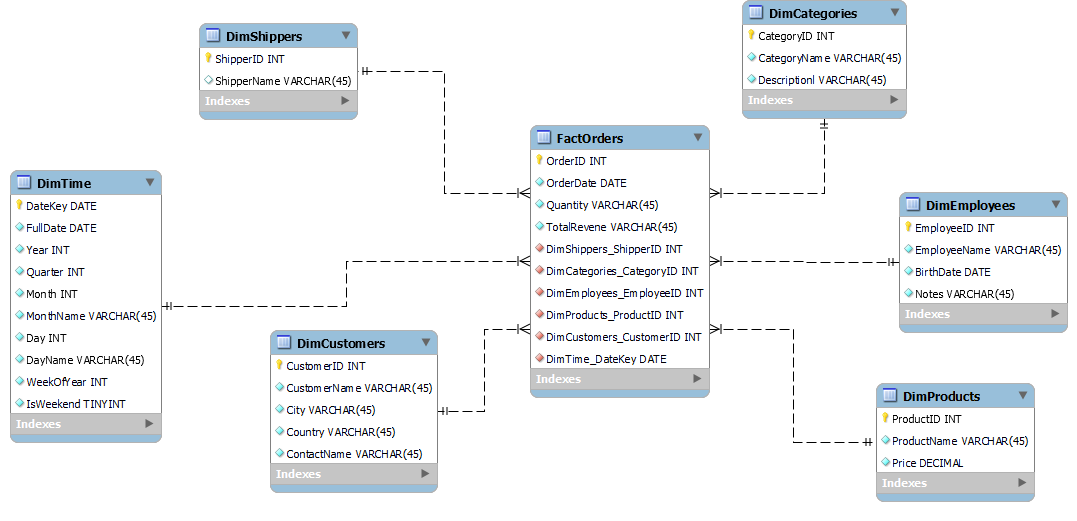 DimShippers
ShipperID INT
ShipperName VARCHAR(45)
Indexes
DimCategories
CategoryID INT
CategoryName VARCHAR(45)
Descriptionl VARCHAR(45)
Indexes
FactOrders
OrderID INT
OrderDate DATE
Quantity VARCHAR(45)
TotalRevene VARCHAR(45)
DimShippers_ShipperID INT
DimCategories_CategoryID INT
DimEmployees_EmployeeID INT
DimProducts_ProductID INT
DimCustomers_CustomerID INT
DimTime_DateKey DATE
Indexes
DimTime
DateKey DATE
FullDate DATE
Year INT
Quarter INT
Month INT
MonthName VARCHAR(45)
Day INT
DayName VARCHAR(45)
WeekOfYear INT
IsWeekend TINYINT
Indexes
DimEmployees
EmployeeID INT
EmployeeName VARCHAR(45)
BirthDate DATE
Notes VARCHAR(45)
Indexes
DimCustomers
CustomerID INT
CustomerName VARCHAR(45)
City VARCHAR(45)
Country VARCHAR(45)
ContactName VARCHAR(45)
Indexes
DimProducts
ProductID INT
ProductName VARCHAR(45)
Price DECIMAL
Indexes